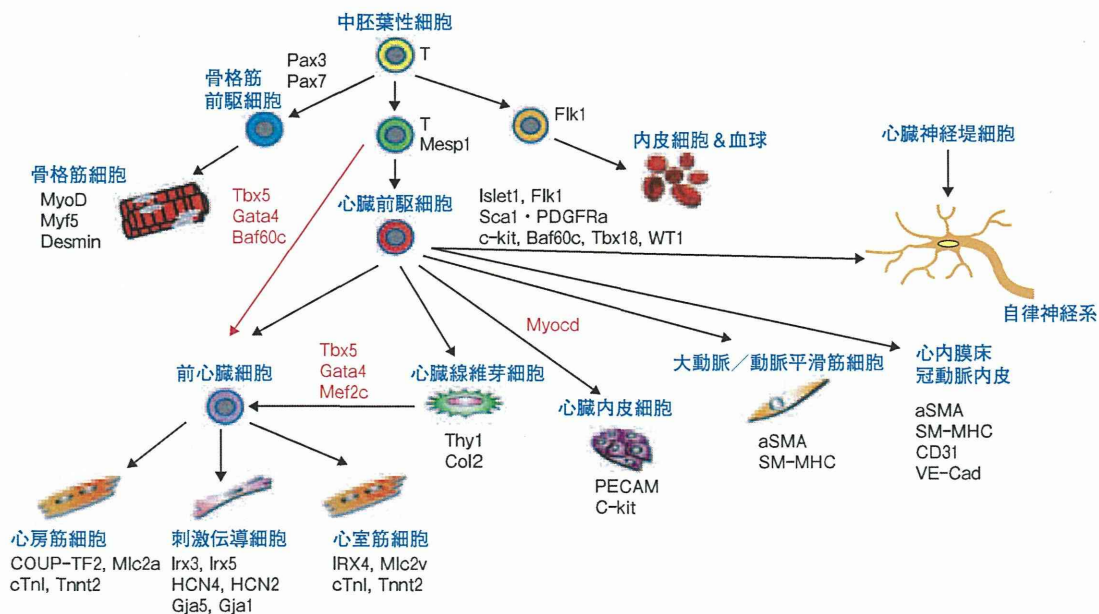 中胚葉性細胞
T
Pax3
Pax7
骨格筋
前駆細胞
Flk1
T
Mesp1
内皮細胞＆血球
心臓神経堤細胞
骨格筋細胞
MyoD
Myf5
Desmin
Tbx5
Gata4
Baf60c
心臓前駆細胞
Islet1, Flk1
Sca1・PDGFRa
c-kit, Baf60c, Tbx18, WT1
自律神経系
Myocd
Tbx5
Gata4
Mef2c
前心臓細胞
心臓線維芽細胞
Thy1
Col2
心臓内皮細胞
PECAM
C-kit
大動脈／動脈平滑筋細胞
aSMA
SM-MHC
心内膜床
冠動脈内皮
aSMA
SM-MHC
CD31
VE-Cad
心房筋細胞
COUP-TF2, Mlc2a
cTnI, Tnnt2
刺激伝導細胞
Irx3, Irx5
HCN4, HCN2
Gja5, Gja1
心室筋細胞
IRX4, Mlc2v
cTnI, Tnnt2